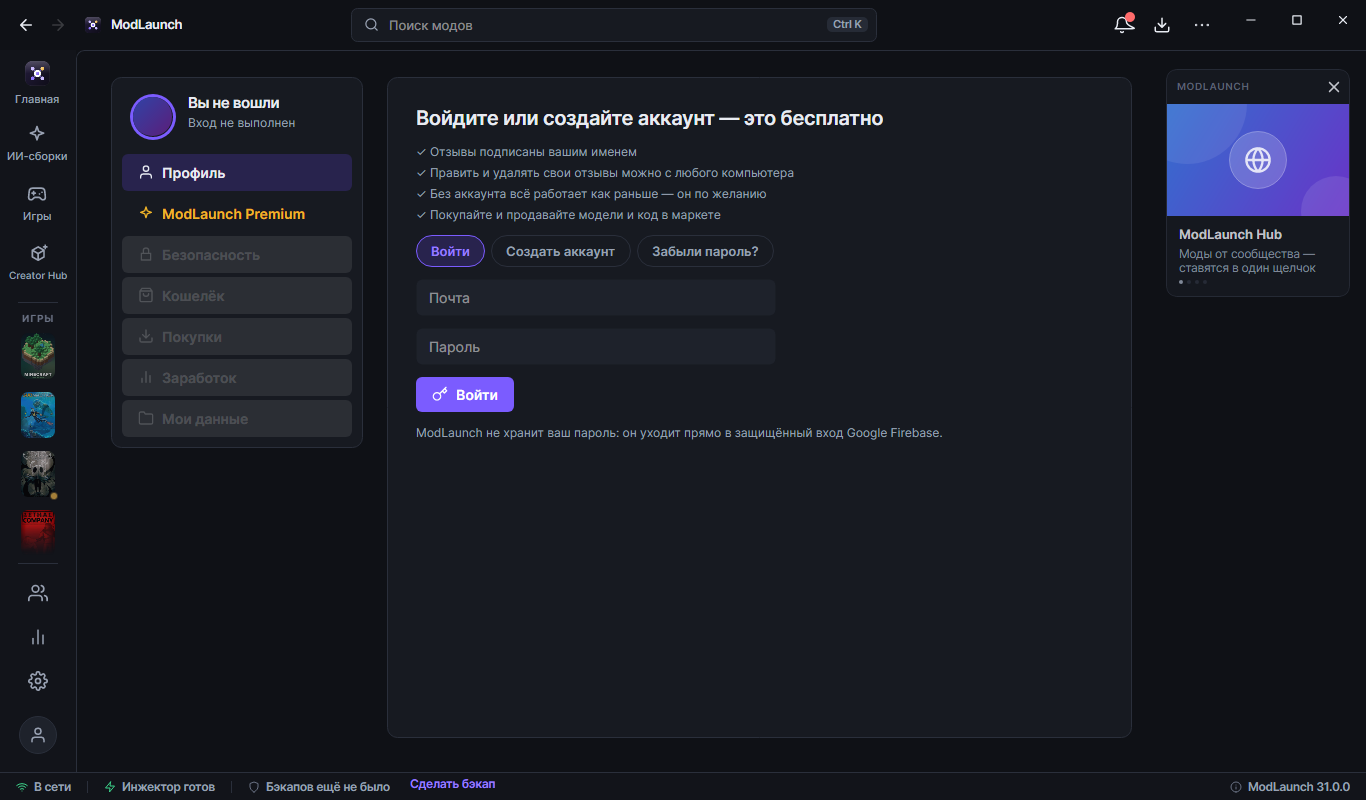 ModLaunch
Поиск модов
Ctrl K
Главная
ИИ-сборки
Игры
Creator Hub
ИГРЫ
MINECRAFT
LETHAL
COMPANY
Вы не вошли
Вход не выполнен
Профиль
ModLaunch Premium
Безопасность
Кошелёк
Покупки
Заработок
Мои данные
Войдите или создайте аккаунт — это бесплатно
✓ Отзывы подписаны вашим именем
✓ Править и удалять свои отзывы можно с любого компьютера
✓ Без аккаунта всё работает как раньше — он по желанию
✓ Покупайте и продавайте модели и код в маркете
Войти
Создать аккаунт
Забыли пароль?
Почта
Пароль
Войти
ModLaunch не хранит ваш пароль: он уходит прямо в защищённый вход Google Firebase.
MODLAUNCH
ModLaunch Hub
Моды от сообщества —
ставятся в один щелчок
В сети
Инжектор готов
Бэкапов ещё не было
Сделать бэкап
ModLaunch 31.0.0